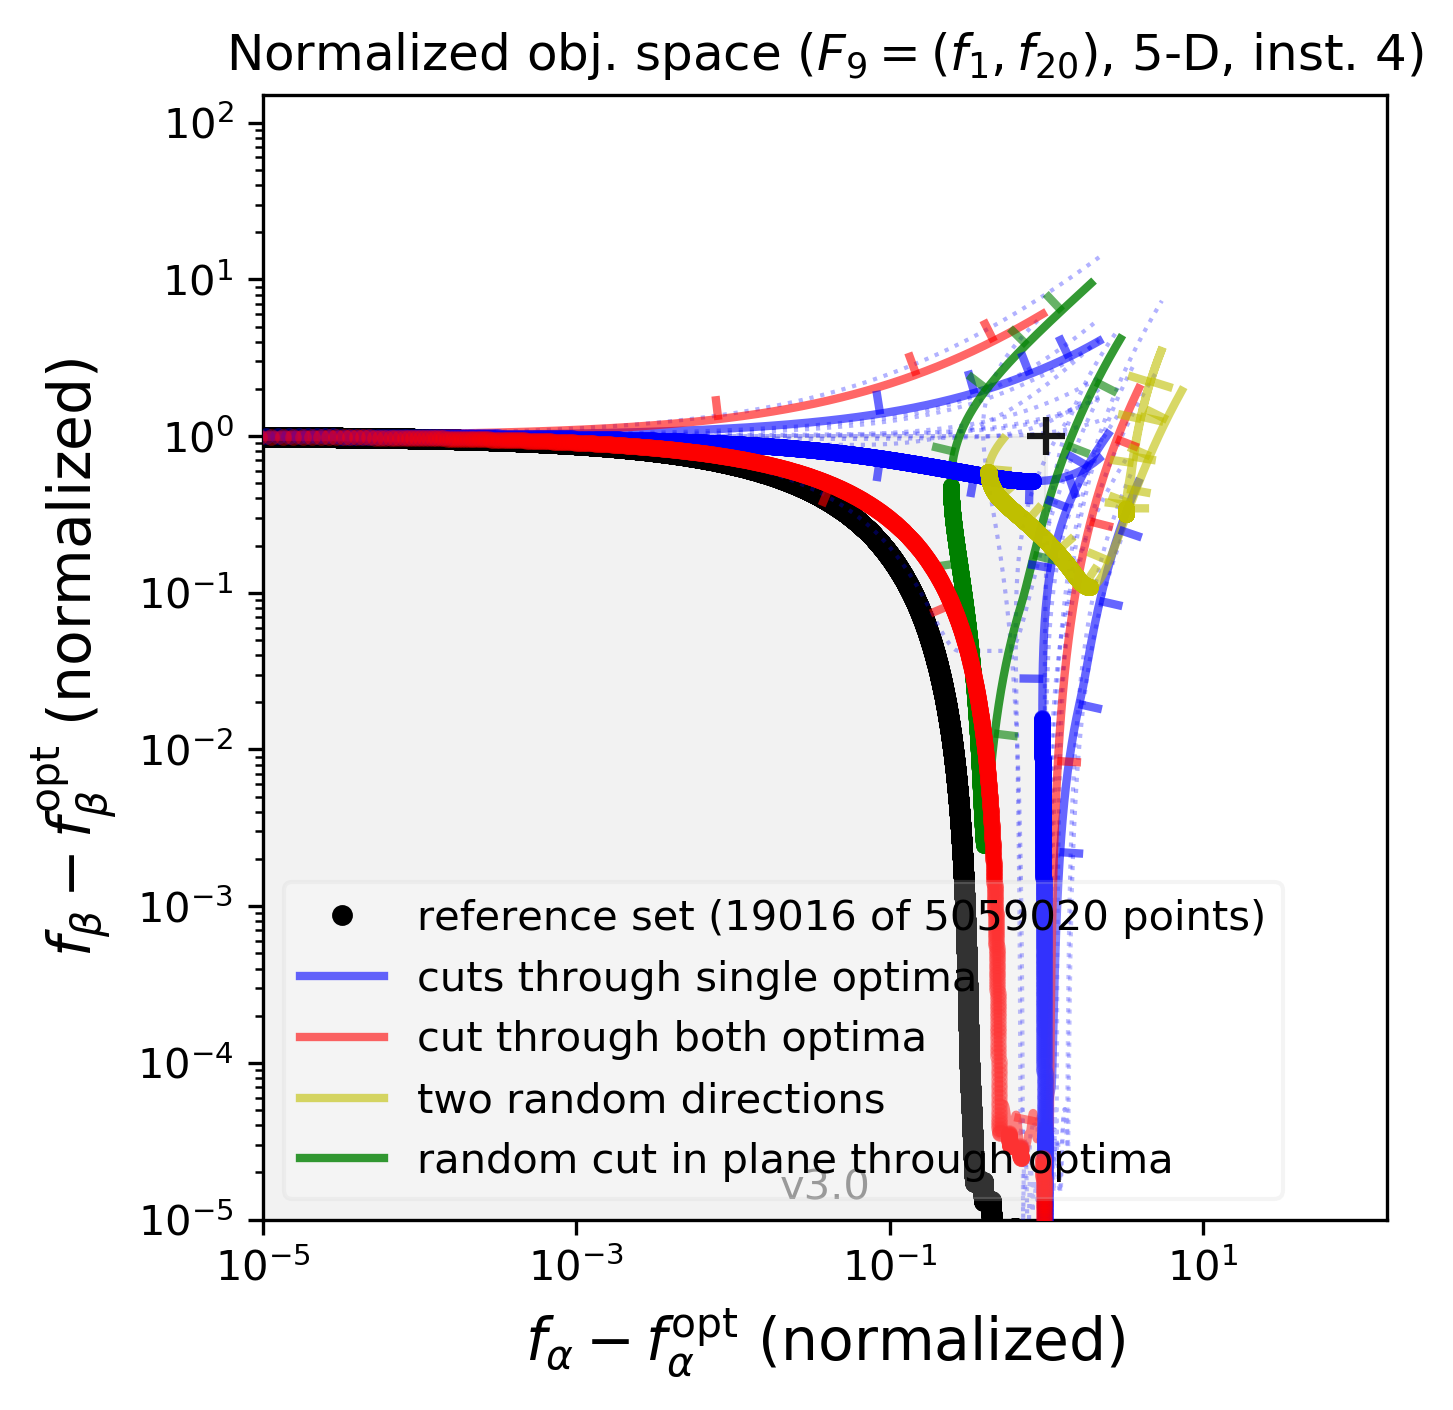 Normalized obj. space (F₉ = (f₁, f₂₀), 5-D, inst. 4)
10²
10¹
10⁰
10⁻¹
10⁻²
10⁻³
10⁻⁴
10⁻⁵
f_β − f_β^opt (normalized)
reference set (19016 of 5059020 points)
cuts through single optima
cut through both optima
two random directions
random cut in plane through optima
v3.0
10⁻⁵ 10⁻³ 10⁻¹ 10¹
f_α − f_α^opt (normalized)